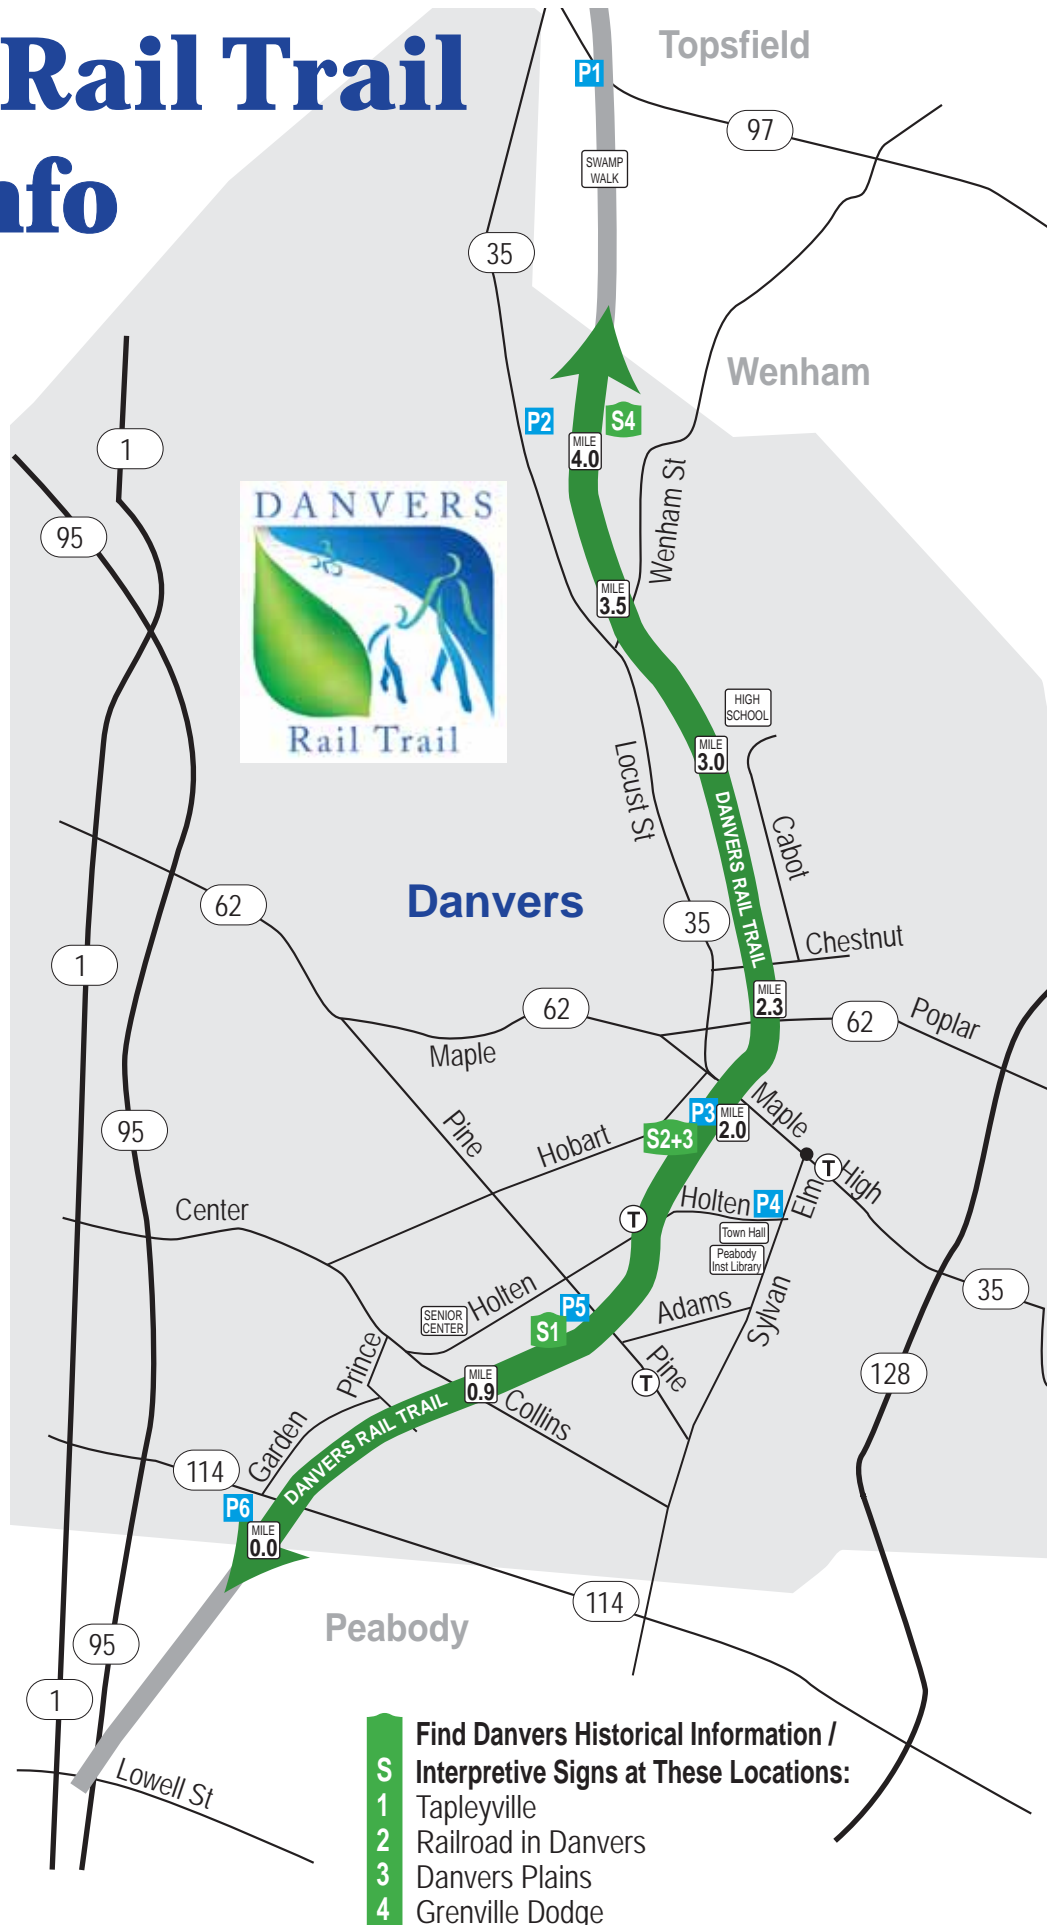 Rail Trail
nfo
Topsfield
P1
97
SWAMP
WALK
35
Wenham
P2
S4
MILE
4.0
1
95
Wenham St
DANVERS
Rail Trail
MILE
3.5
HIGH
SCHOOL
MILE
3.0
Locust St
DANVERS RAIL TRAIL
Cabot
62
Danvers
35
Chestnut
1
MILE
2.3
62
62
Poplar
Maple
Maple
P3
MILE
2.0
95
Pine
Hobart
S2+3
T
High
Elm
Holten
P4
Center
T
Town Hall
Peabody
Inst Library
35
Holten
P5
SENIOR
CENTER
S1
Adams
Sylvan
Prince
Pine
T
128
MILE
0.9
Collins
DANVERS RAIL TRAIL
Garden
114
P6
MILE
0.0
114
Peabody
95
1
Lowell St
Find Danvers Historical Information /
S Interpretive Signs at These Locations:
1 Tapleyville
2 Railroad in Danvers
3 Danvers Plains
4 Grenville Dodge